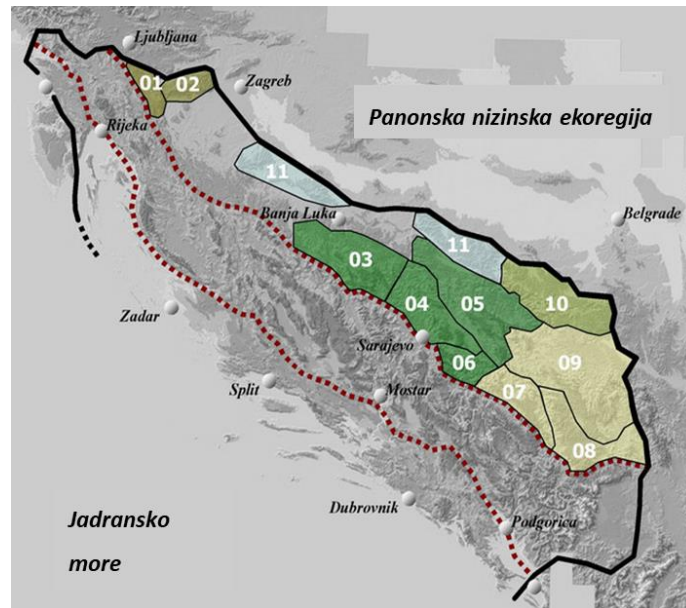 Ljubljana
01
02
Zagreb
Panonska nizinska ekoregija
Rijeka
11
Banja Luka
11
Belgrade
03
10
04
05
Zadar
09
Sarajevo
06
07
Split
Mostar
08
Dubrovnik
Podgorica
Jadransko
more